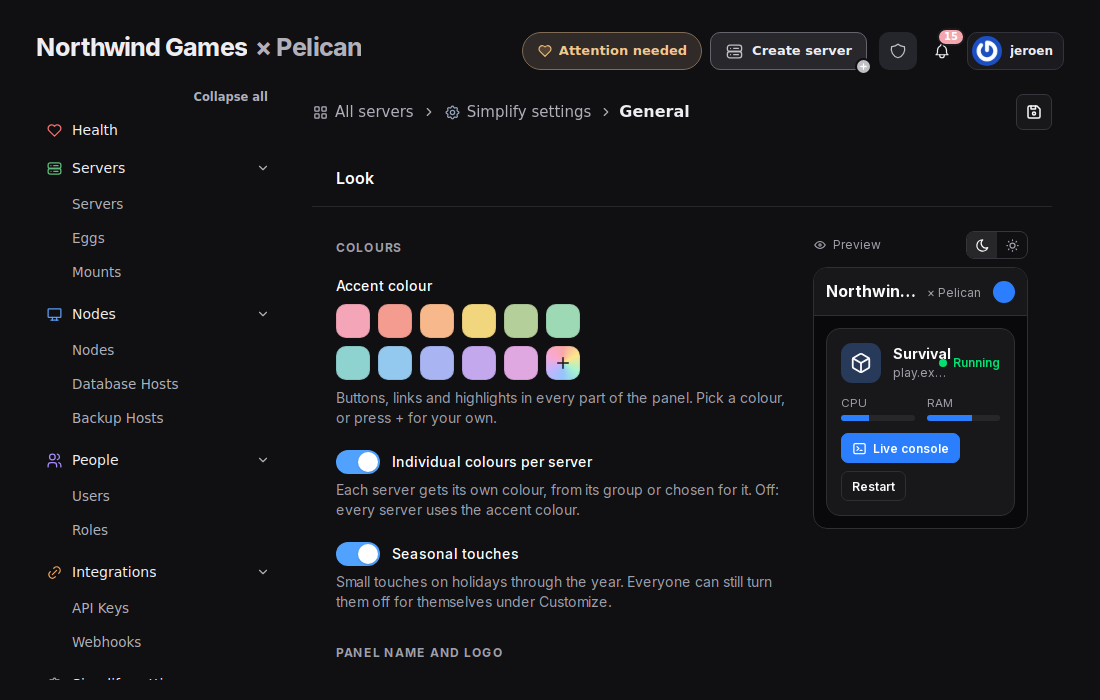 Northwind Games × Pelican
Attention needed
Create server
15
jeroen
Collapse all
Health
Servers
Servers
Eggs
Mounts
Nodes
Nodes
Database Hosts
Backup Hosts
People
Users
Roles
Integrations
API Keys
Webhooks
All servers > Simplify settings > General
Look
COLOURS
Accent colour
Buttons, links and highlights in every part of the panel. Pick a colour,
or press + for your own.
Individual colours per server
Each server gets its own colour, from its group or chosen for it. Off:
every server uses the accent colour.
Seasonal touches
Small touches on holidays through the year. Everyone can still turn
them off for themselves under Customize.
PANEL NAME AND LOGO
Preview
Northwin... × Pelican
Survival
Running
play.ex...
CPU
RAM
Live console
Restart